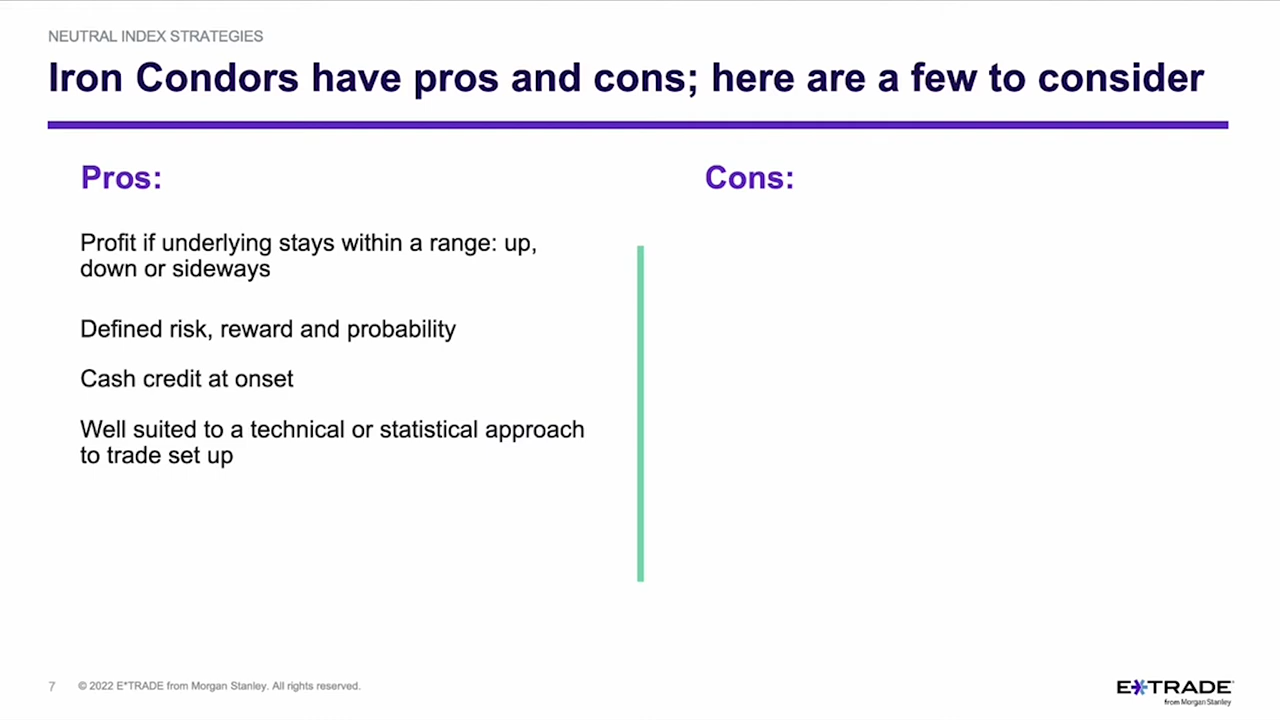 NEUTRAL INDEX STRATEGIES
Iron Condors have pros and cons; here are a few to consider
Pros:
Profit if underlying stays within a range: up,
down or sideways
Defined risk, reward and probability
Cash credit at onset
Well suited to a technical or statistical approach
to trade set up
Cons:
7 © 2022 E*TRADE from Morgan Stanley. All rights reserved.
E*TRADE
from Morgan Stanley